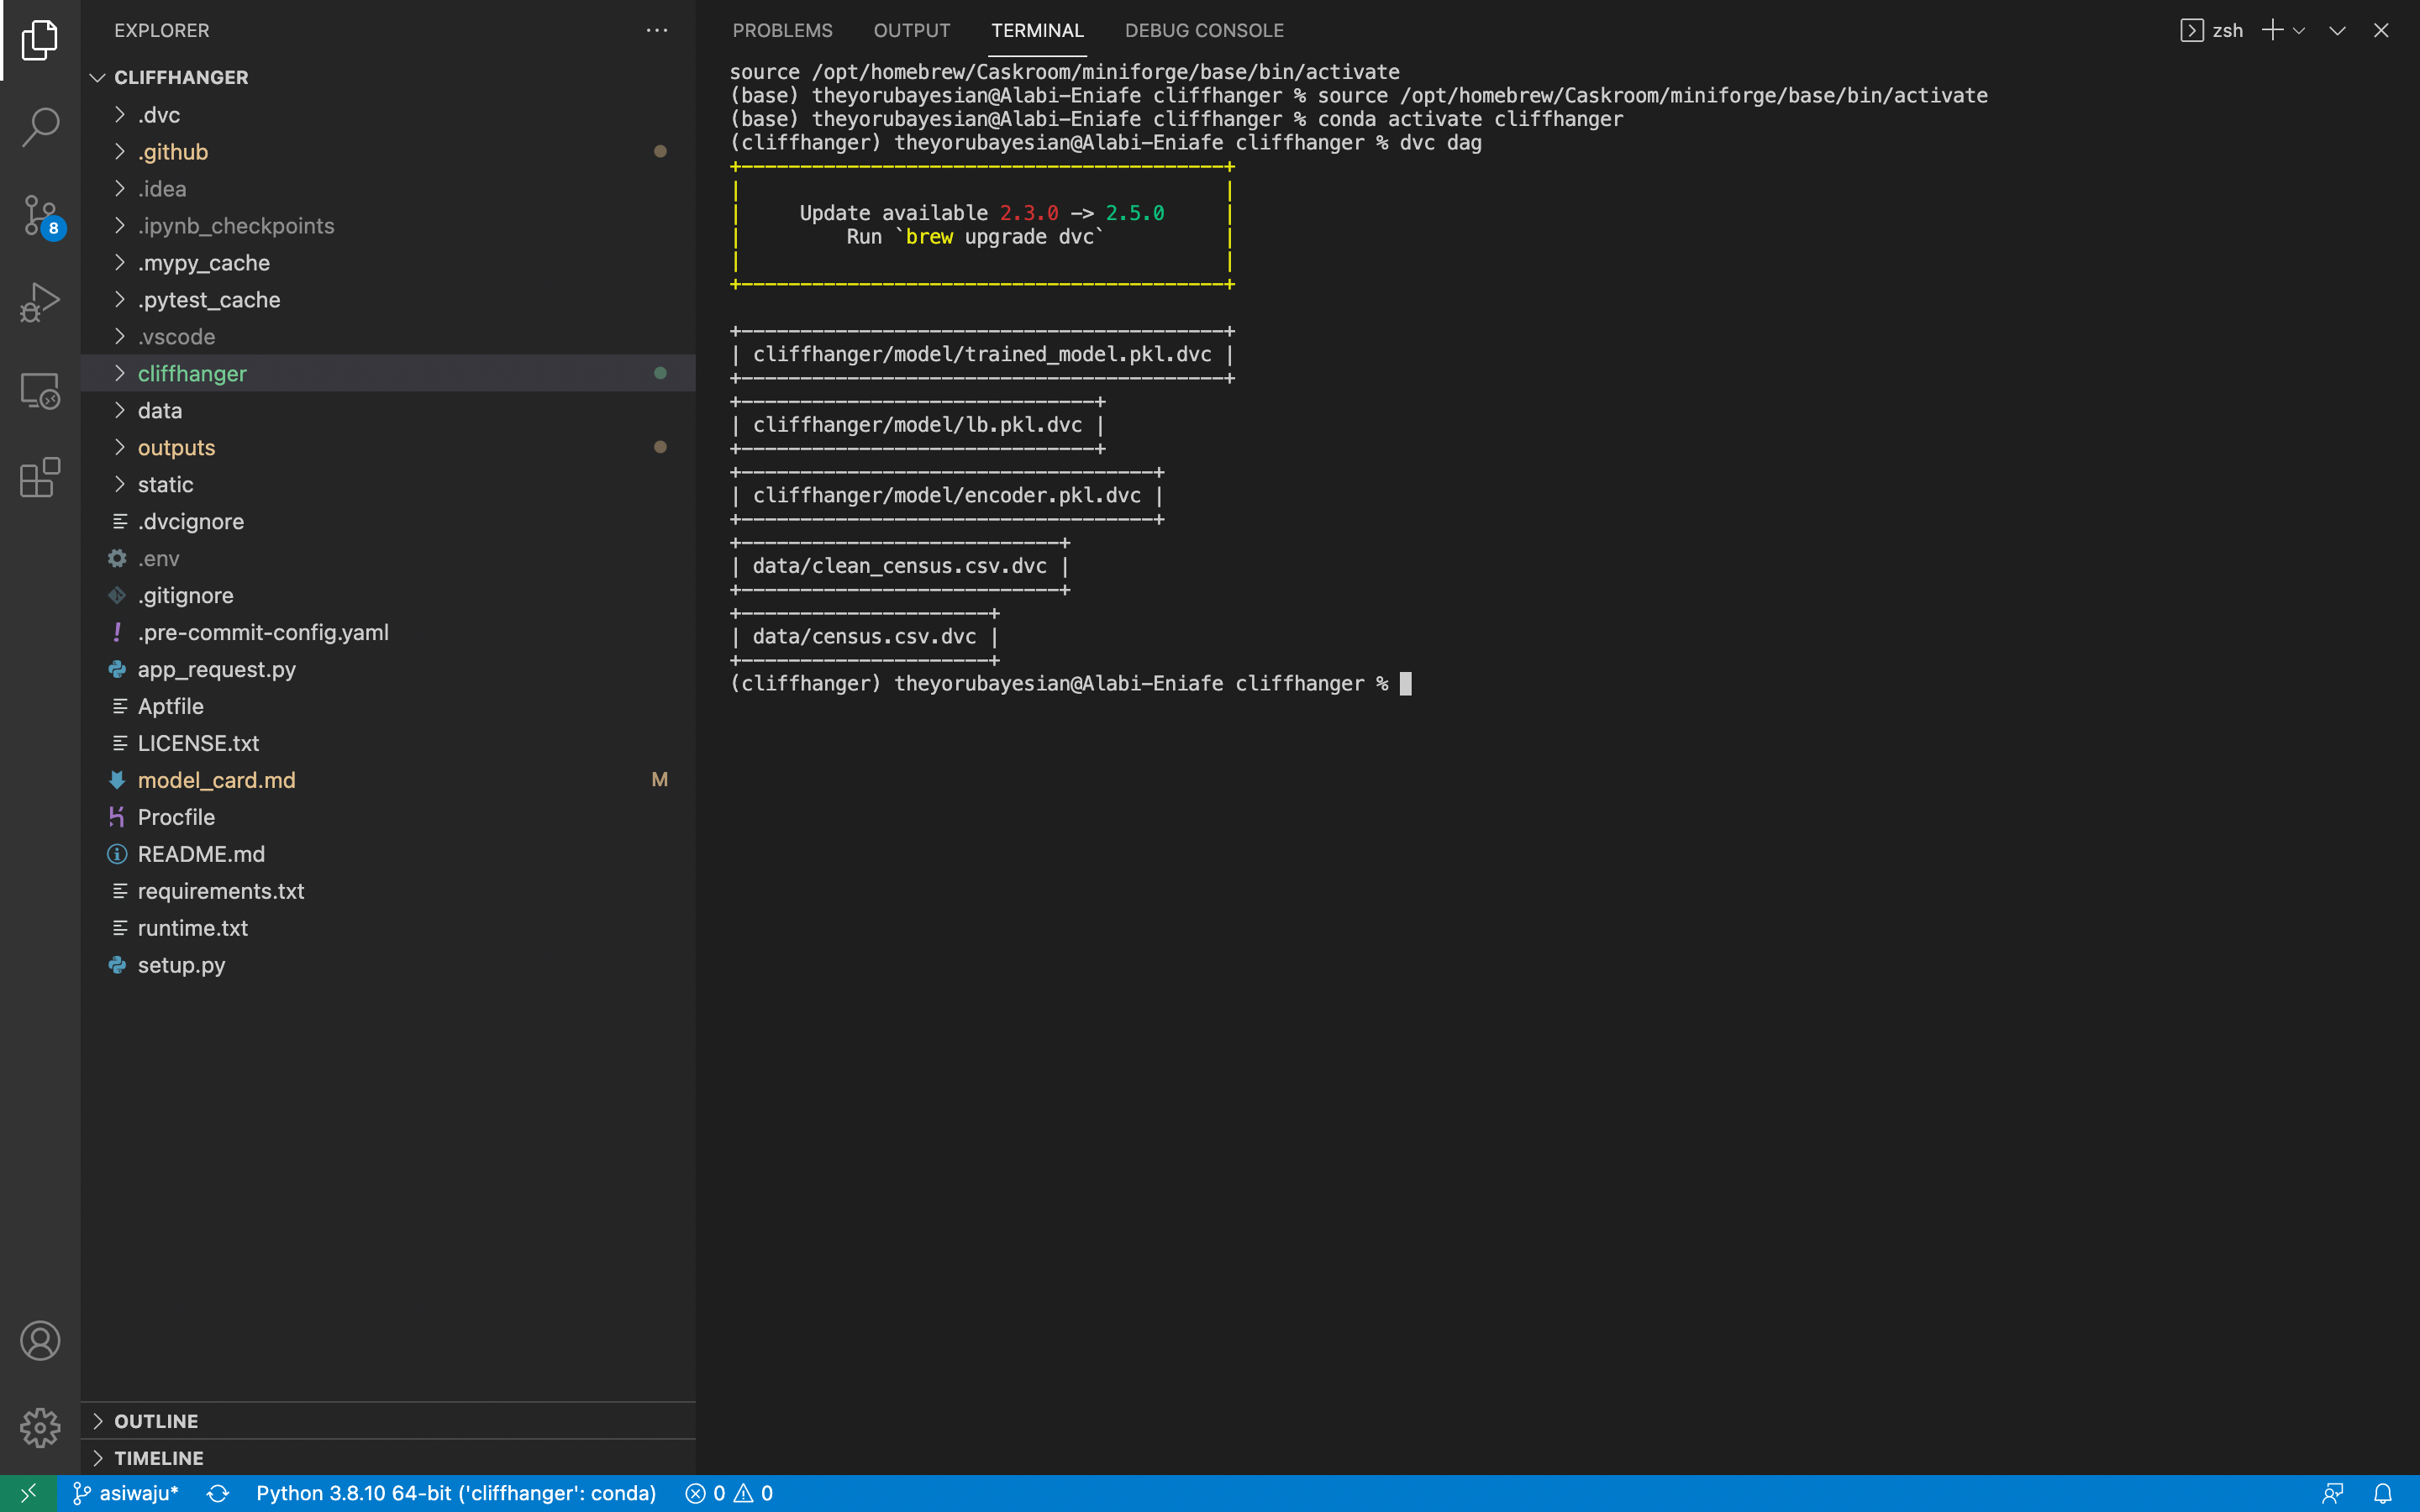 EXPLORER
CLIFFHANGER
.dvc
.github
.idea
.ipynb_checkpoints
.mypy_cache
.pytest_cache
.vscode
cliffhanger
data
outputs
static
.dvcignore
.env
.gitignore
.pre-commit-config.yaml
app_request.py
Aptfile
LICENSE.txt
model_card.md M
Procfile
README.md
requirements.txt
runtime.txt
setup.py
OUTLINE
TIMELINE
8
PROBLEMS OUTPUT TERMINAL DEBUG CONSOLE zsh
source /opt/homebrew/Caskroom/miniforge/base/bin/activate
(base) theyorubayesian@Alabi-Eniafe cliffhanger % source /opt/homebrew/Caskroom/miniforge/base/bin/activate
(base) theyorubayesian@Alabi-Eniafe cliffhanger % conda activate cliffhanger
(cliffhanger) theyorubayesian@Alabi-Eniafe cliffhanger % dvc dag
Update available 2.3.0 -> 2.5.0
Run `brew upgrade dvc`
| cliffhanger/model/trained_model.pkl.dvc |
| cliffhanger/model/lb.pkl.dvc |
| cliffhanger/model/encoder.pkl.dvc |
| data/clean_census.csv.dvc |
| data/census.csv.dvc |
(cliffhanger) theyorubayesian@Alabi-Eniafe cliffhanger %
asiwaju* Python 3.8.10 64-bit ('cliffhanger': conda) 0 0